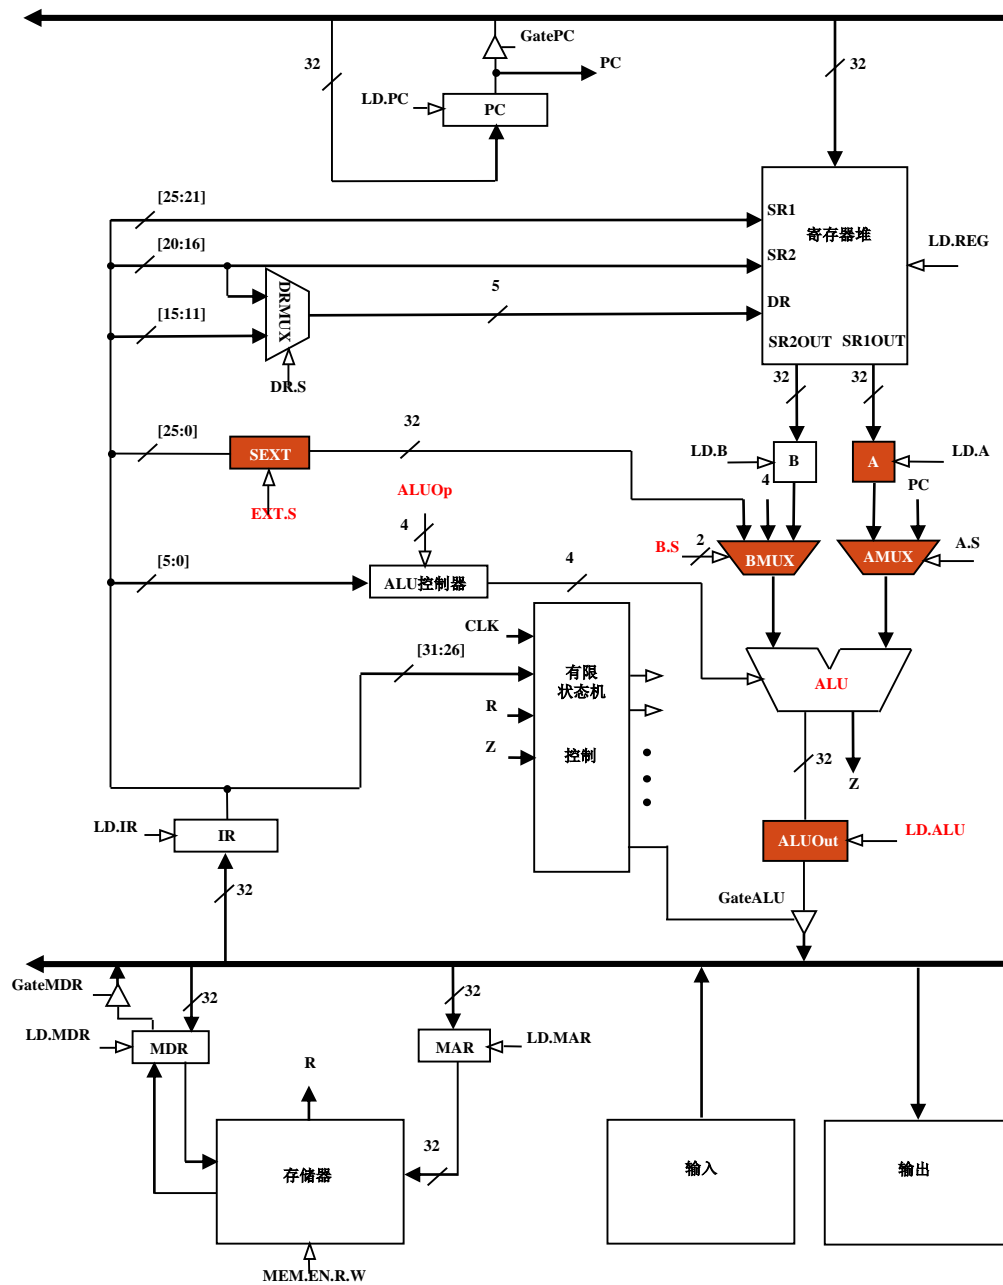 GatePC
32
PC
32
LD.PC
PC
[25:21]
SR1
寄存器堆
LD.REG
[20:16]
SR2
DRMUX
5
DR
[15:11]
SR2OUT
SR1OUT
DR.S
32
32
[25:0]
32
SEXT
LD.B
B
A
LD.A
EXT.S
ALUOp
4
PC
4
B.S
2
BMUX
AMUX
A.S
[5:0]
ALU控制器
4
CLK
[31:26]
有限
状态机
ALU
R
Z
控制
32
Z
LD.IR
IR
ALUOut
LD.ALU
32
GateALU
GateMDR
32
32
LD.MDR
MDR
MAR
LD.MAR
R
32
存储器
输入
输出
MEM.EN.R.W